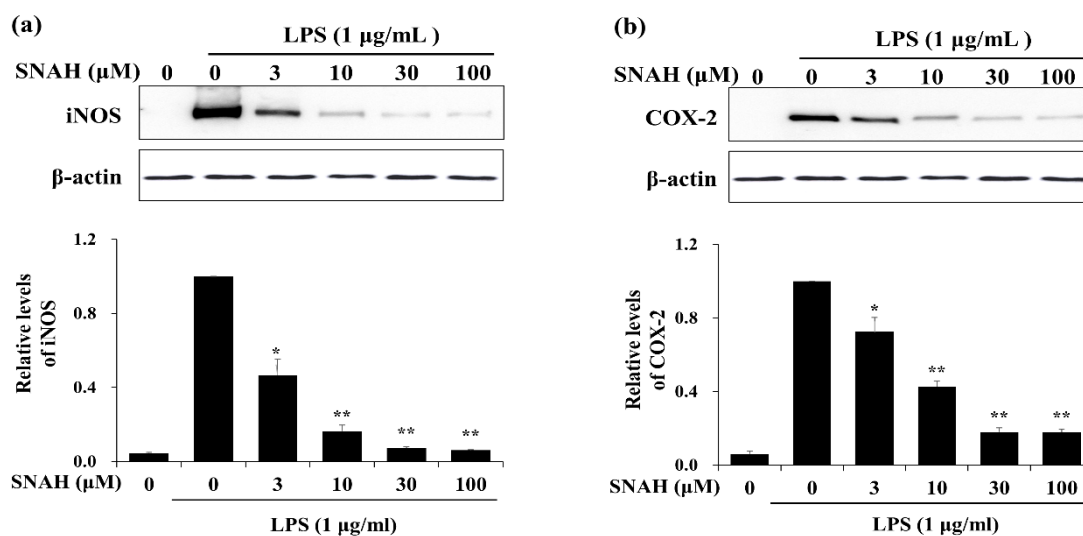 (a)
LPS (1 μg/mL )
SNAH (μM) 0 0 3 10 30 100
iNOS
β-actin
1.2
0.8
0.4
0.0
Relative levels
of iNOS
*
**
**
**
SNAH (μM) 0 0 3 10 30 100
LPS (1 μg/ml)
(b)
LPS (1 μg/mL )
SNAH (μM) 0 0 3 10 30 100
COX-2
β-actin
1.2
0.8
0.4
0.0
Relative levels
of COX-2
*
**
**
**
SNAH (μM) 0 0 3 10 30 100
LPS (1 μg/ml)